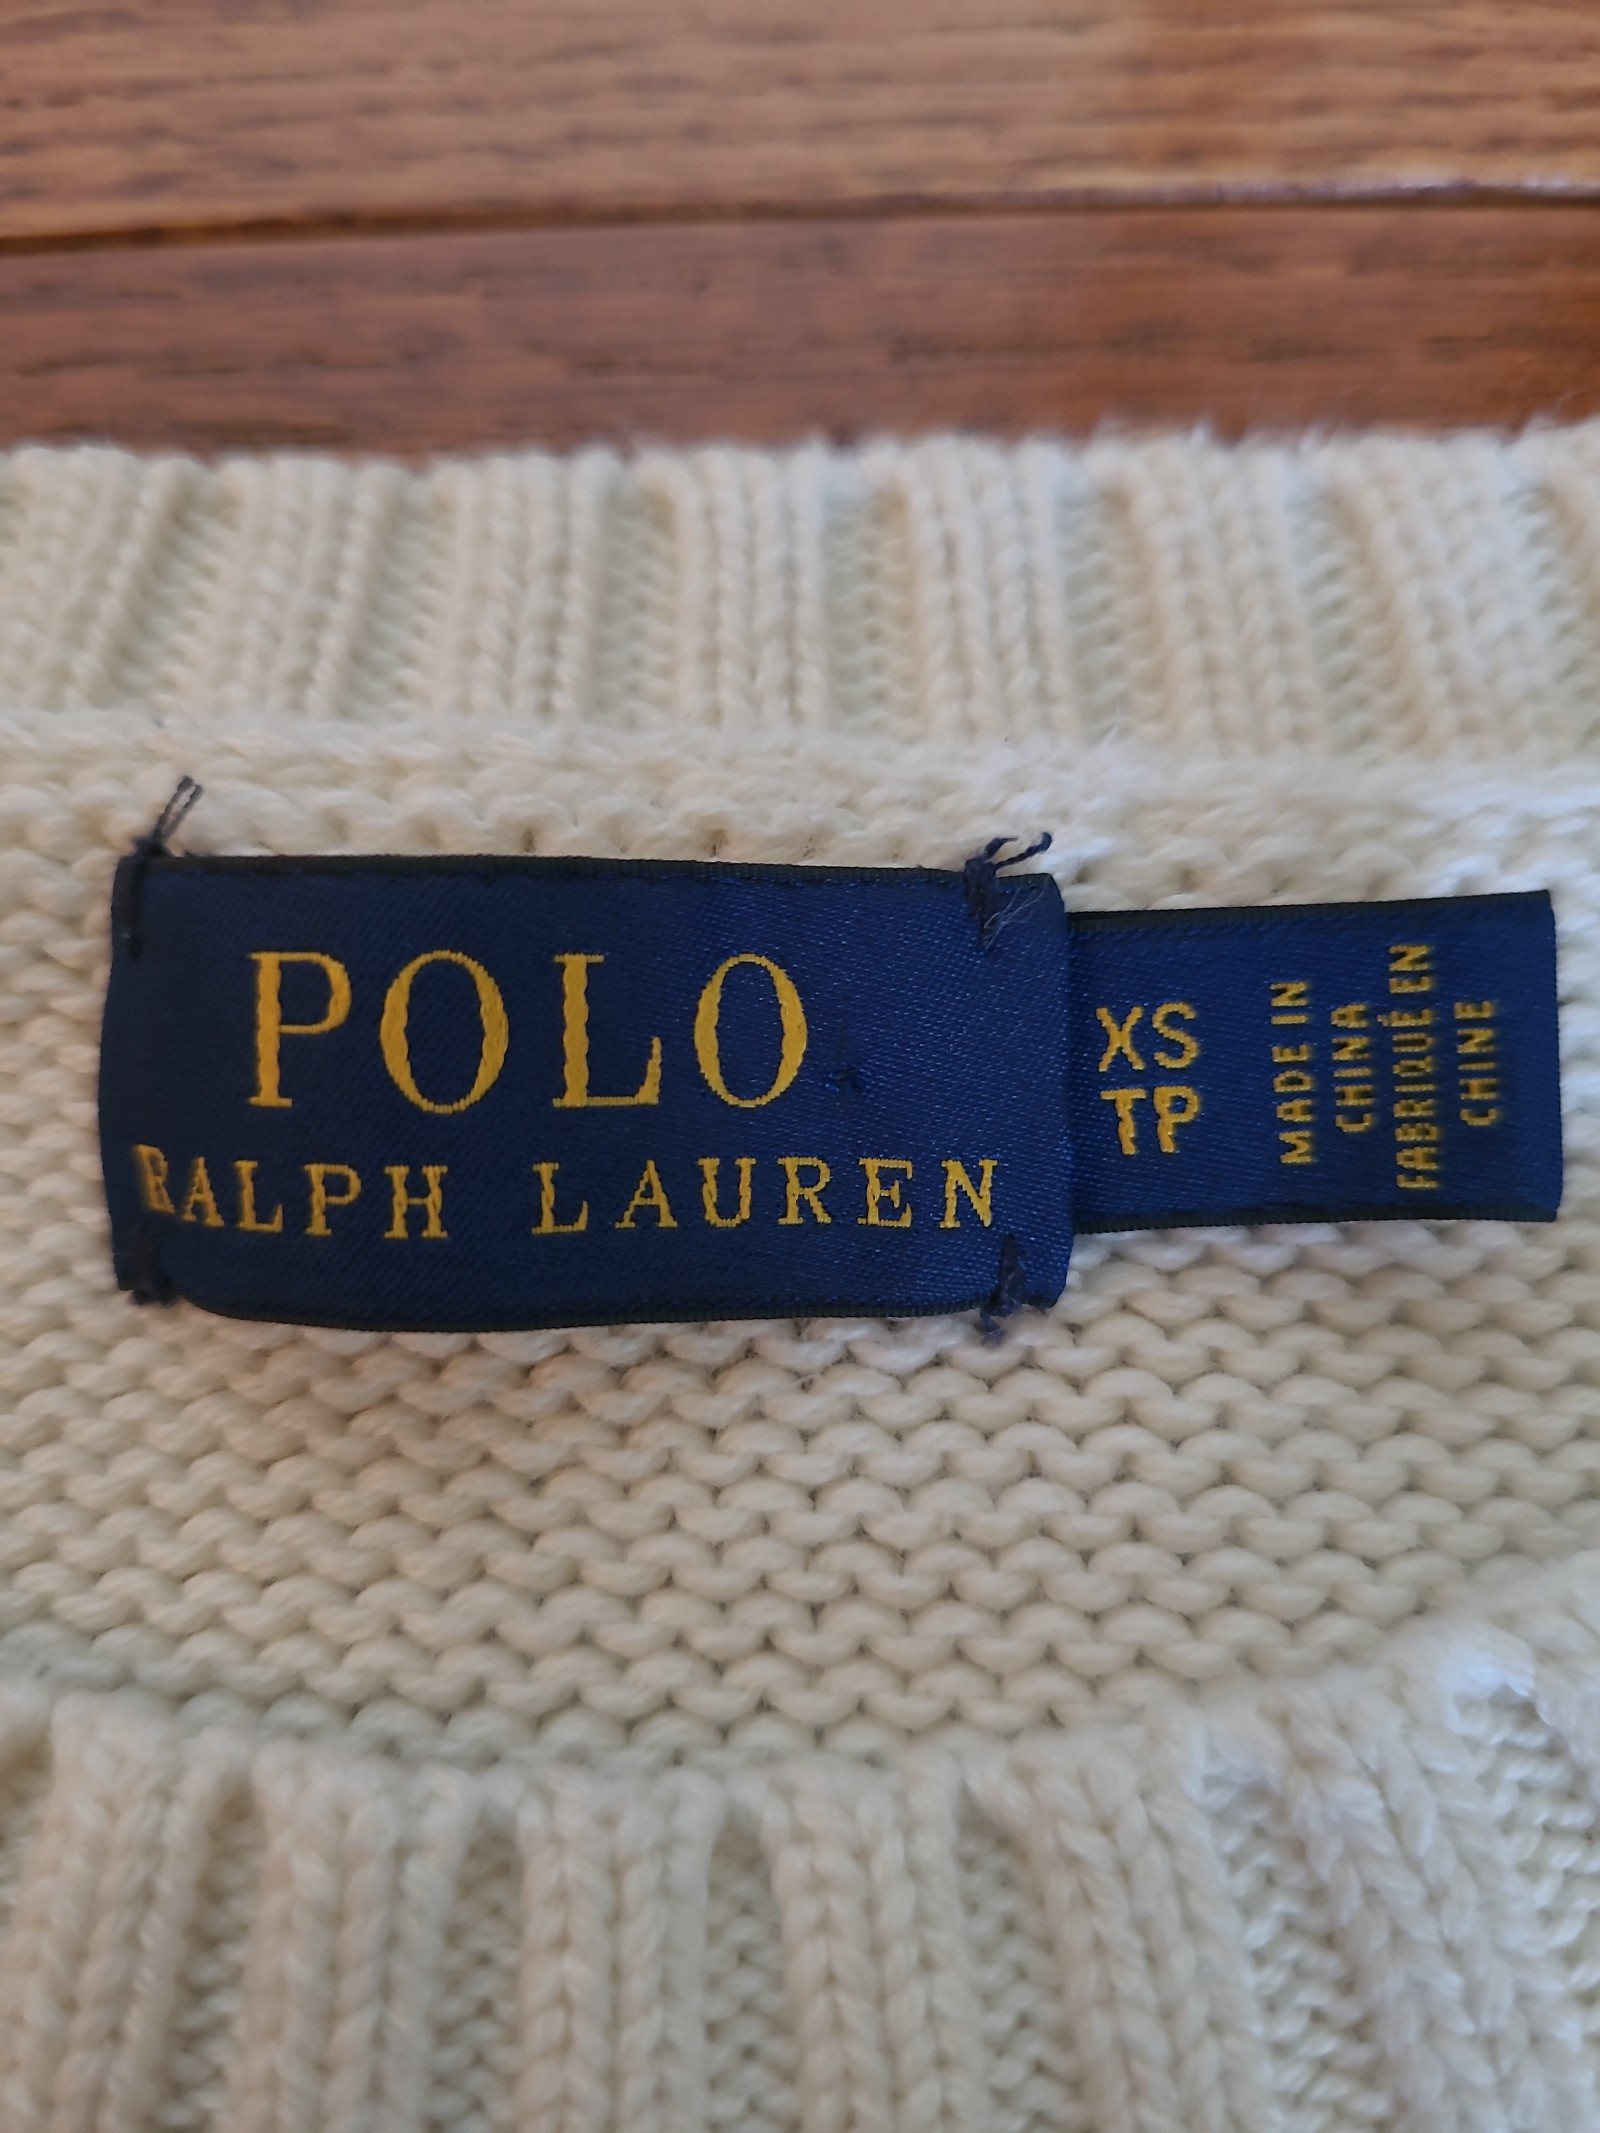 POLO
RALPH LAUREN
XS
TP
MADE IN
CHINA
FABRIQUÉ EN
CHINE